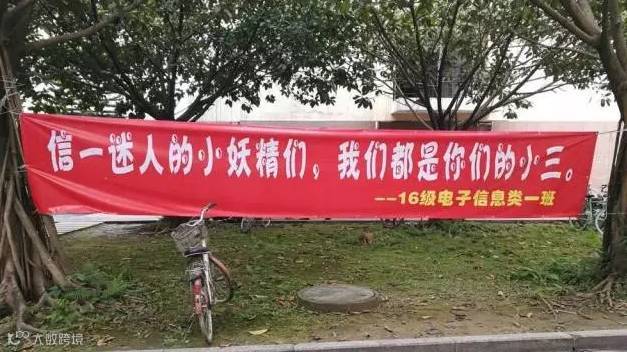 信一迷人的小妖精们，我们都是你们的小三。
--16级电子信息类一班
大数跨境